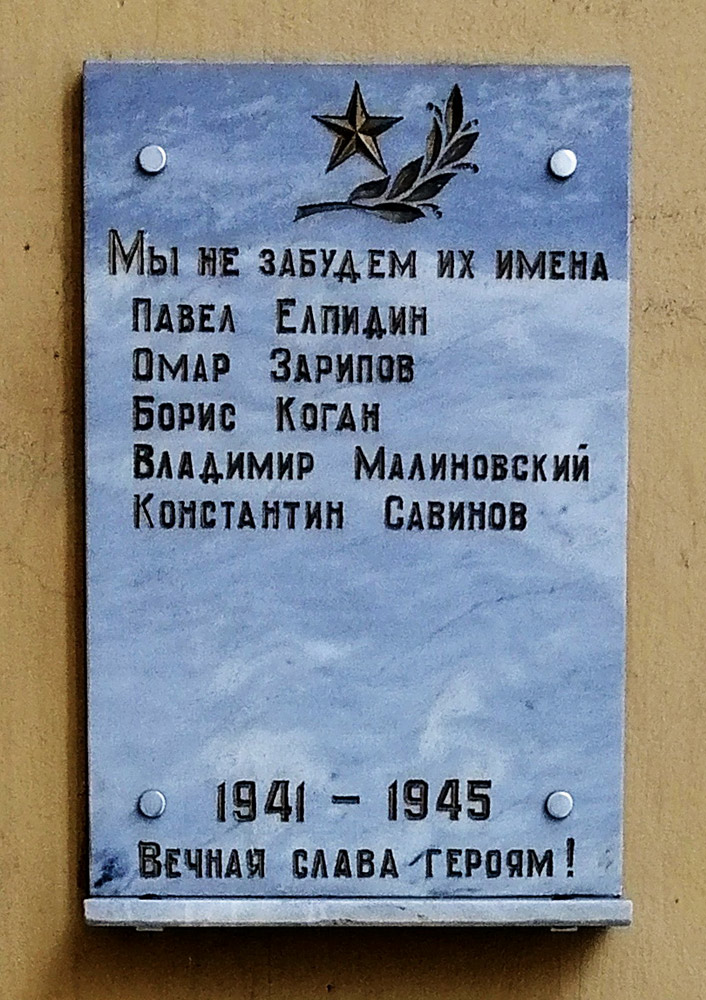 Мы не забудем их имена
Павел Елпидин
Омар Зарипов
Борис Коган
Владимир Малиновский
Константин Савинов
1941 – 1945
Вечная слава героям!